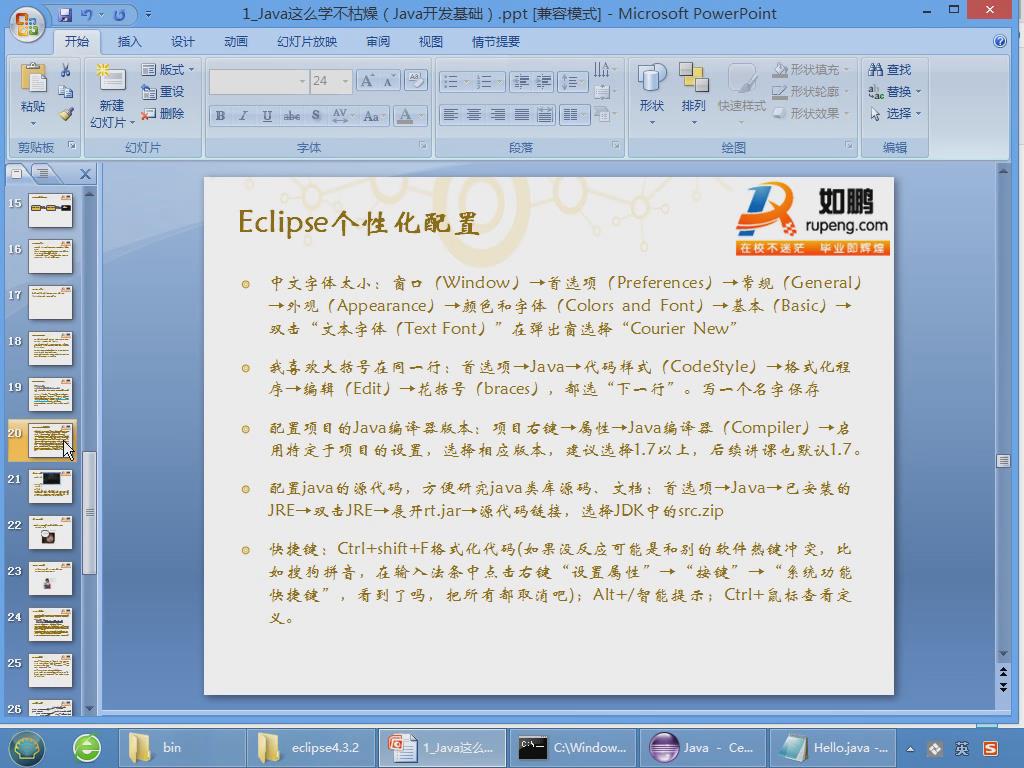 1_Java这么学不枯燥（Java开发基础）.ppt [兼容模式] - Microsoft PowerPoint
开始 插入 设计 动画 幻灯片放映 审阅 视图 情节提要
粘贴
剪贴板
新建
幻灯片
版式
重设
删除
幻灯片
24
字体
段落
形状 排列 快速样式
形状填充
形状轮廓
形状效果
绘图
查找
替换
选择
编辑
15
16
17
18
19
20
21
22
23
24
25
26
Eclipse个性化配置
如鹏
rupeng.com
在校不迷茫 毕业即辉煌
中文字体太小：窗口（Window）→首选项（Preferences）→常规（General）
→外观（Appearance）→颜色和字体（Colors and Font）→基本（Basic）→
双击“文本字体（Text Font）”在弹出窗选择“Courier New”
我喜欢大括号在同一行：首选项→Java→代码样式（CodeStyle）→格式化程
序→编辑（Edit）→花括号（braces），都选“下一行”。写一个名字保存
配置项目的Java编译器版本：项目右键→属性→Java编译器（Compiler）→启
用特定于项目的设置，选择相应版本，建议选择1.7以上，后续讲课也默认1.7。
配置java的源代码，方便研究java类库源码、文档：首选项→Java→已安装的
JRE→双击JRE→展开rt.jar→源代码链接，选择JDK中的src.zip
快捷键：Ctrl+shift+F格式化代码(如果没反应可能是和别的软件热键冲突，比
如搜狗拼音，在输入法条中点击右键“设置属性”→“按键”→“系统功能
快捷键”，看到了吗，把所有都取消吧)；Alt+/智能提示；Ctrl+鼠标查看定
义。
bin
eclipse4.3.2
1_Java这么...
C:\Window...
Java - Ce...
Hello.java -...
英